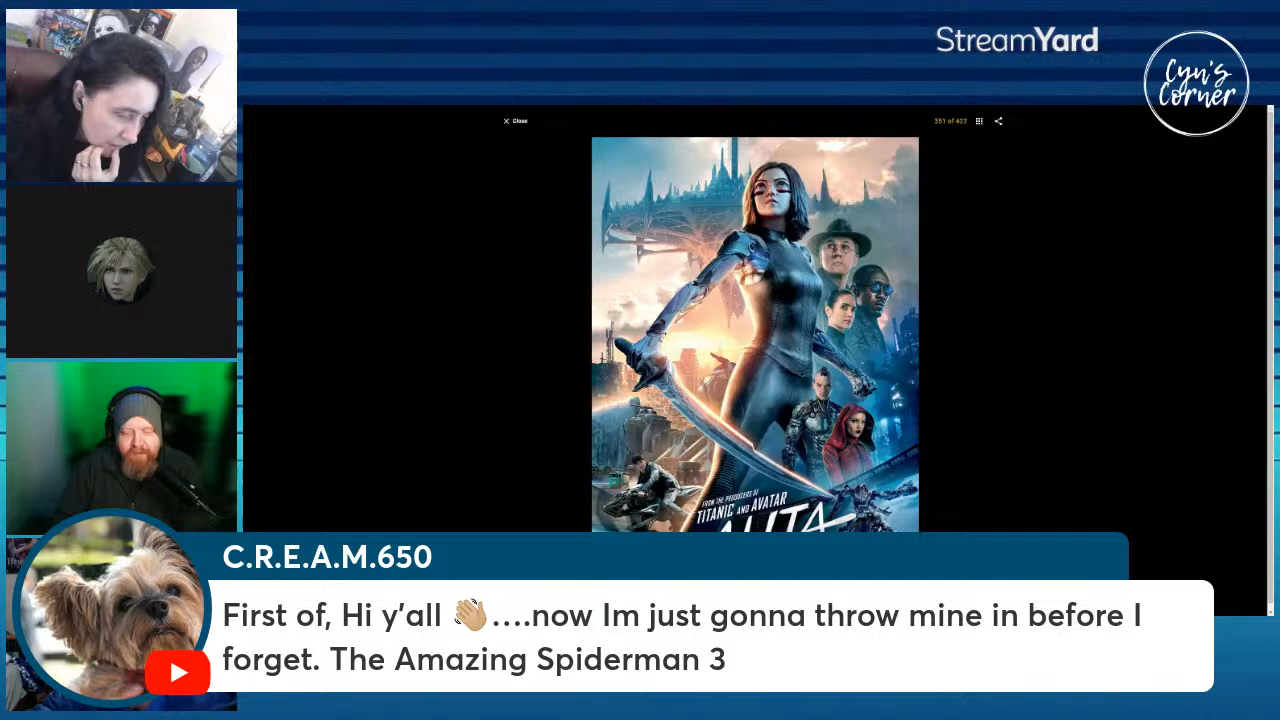 StreamYard
Cyn's
Corner
Close
351 of 422
FROM THE PRODUCERS OF
TITANIC AND AVATAR
C.R.E.A.M.650
First of, Hi y'all 👋🏼….now Im just gonna throw mine in before I
forget. The Amazing Spiderman 3